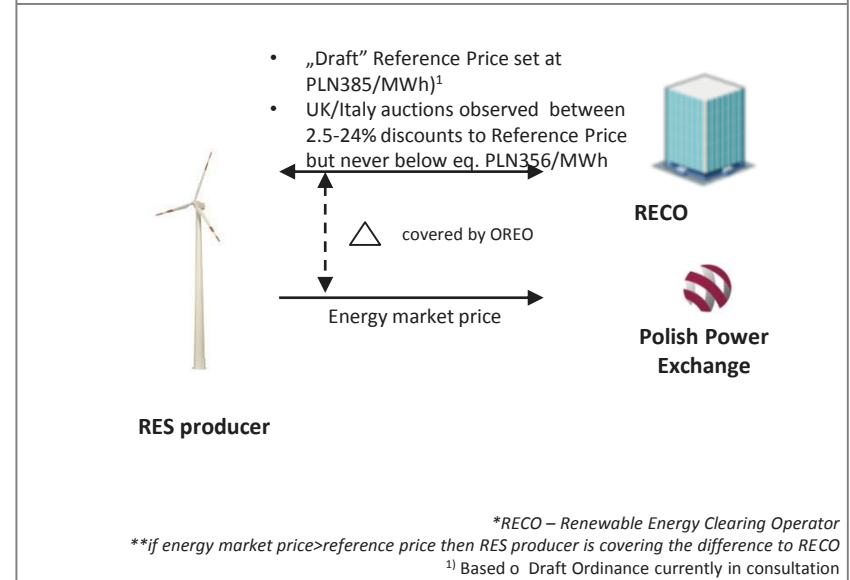 • „Draft” Reference Price set at
PLN385/MWh)1
• UK/Italy auctions observed between
2.5-24% discounts to Reference Price
but never below eq. PLN356/MWh
RECO
covered by OREO
Energy market price
Polish Power
Exchange
RES producer
*RECO – Renewable Energy Clearing Operator
**if energy market price>reference price then RES producer is covering the difference to RECO
1) Based o Draft Ordinance currently in consultation